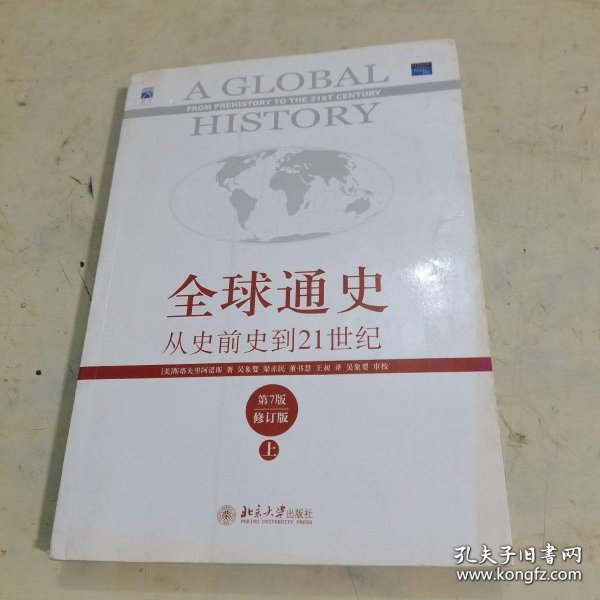 A GLOBAL
FROM PREHISTORY TO THE 21ST CENTURY
HISTORY
全球通史
从史前史到21世纪
[美]斯塔夫里阿诺斯 著 吴象婴 梁赤民 董书慧 王昶 译 吴象婴 审校
第7版
修订版
上
北京大学出版社
PEKING UNIVERSITY PRESS
孔夫子旧书网
www.kongfz.com